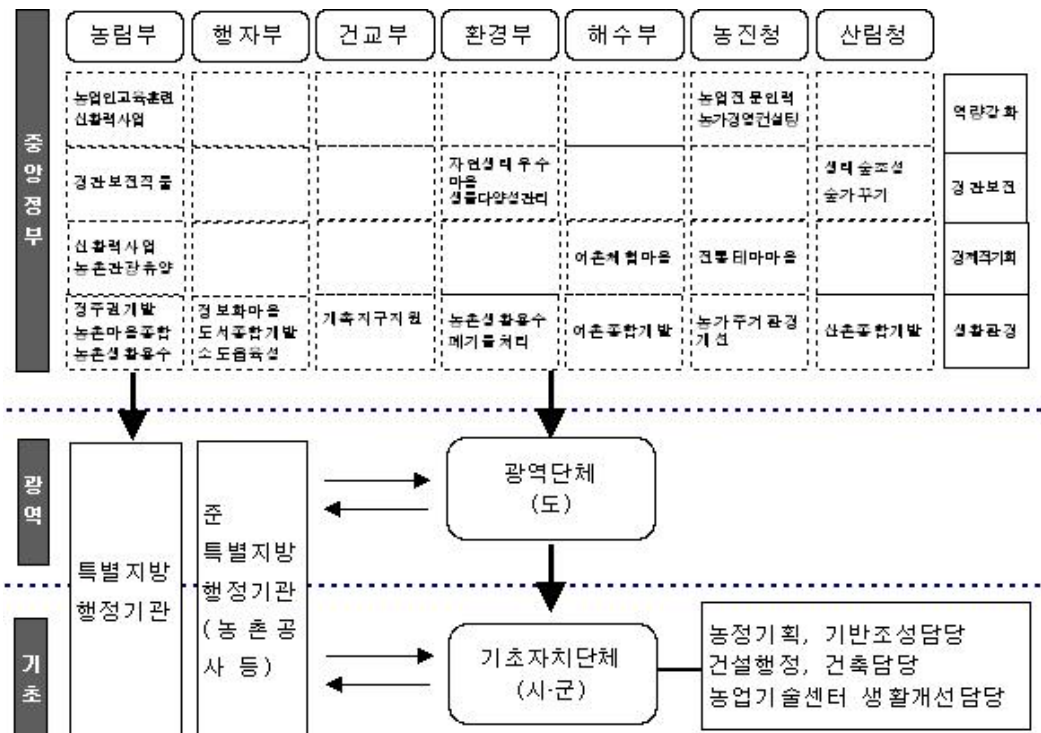 농림부 행자부 건교부 환경부 해수부 농진청 산림청
중앙정부
농업인교육훈련
신활력사업
농업전문인력
농가경영컨설팅
역량강화
경관보전직불
자연생태우수
마을
생물다양성관리
생태숲조성
숲가꾸기
경관보전
신활력사업
농촌관광휴양
어촌체험마을
전통테마마을
경제적기회
정주권개발
농촌마을종합
농촌생활용수
정보화마을
도서종합개발
소도읍육성
개촉지구지원
농촌생활용수
폐기물처리
어촌종합개발
농가주거환경
개선
산촌종합개발
생활환경
광역
특별지방
행정기관
준
특별지방
행정기관
(농촌공
사 등)
광역단체
(도)
기초
기초자치단체
(시·군)
농정기획, 기반조성담당
건설행정, 건축담당
농업기술센터 생활개선담당